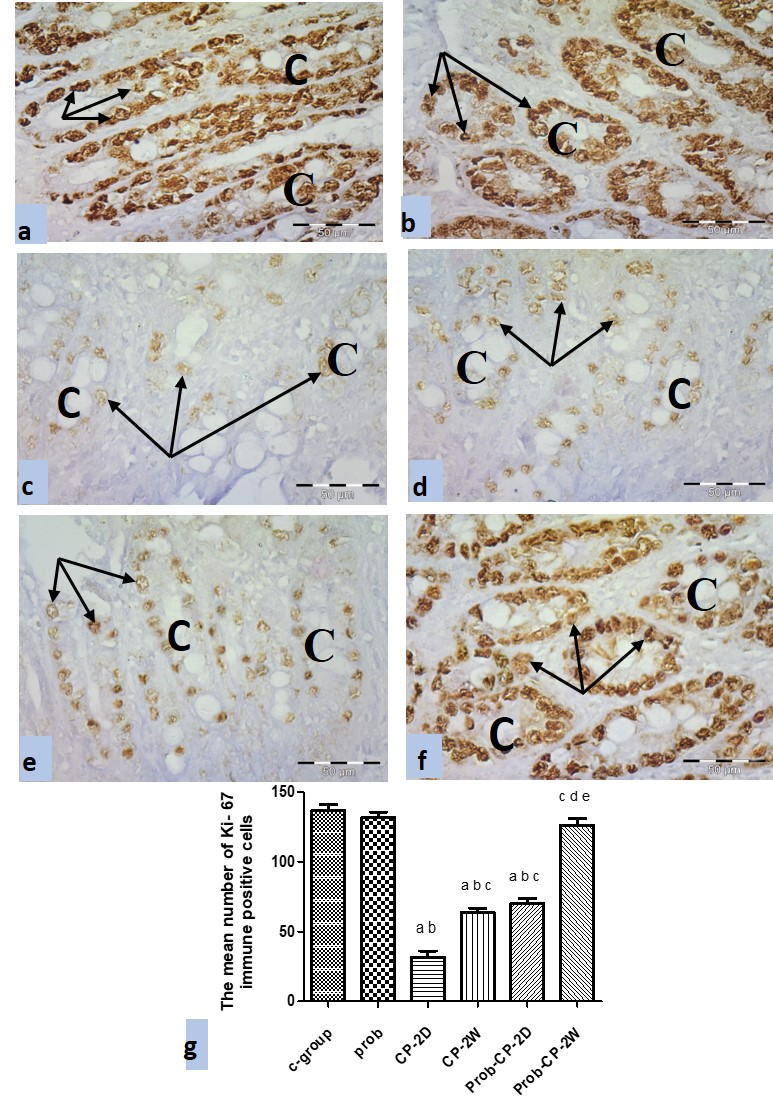 C
C
a
50 µm
C
C
b
50 µm
C
C
c
50 µm
C
C
d
50 µm
C
C
e
50 µm
C
C
f
50 µm
The mean number of Ki- 67
immune positive cells
150
100
50
0
a b
a b c
a b c
c d e
c-group
prob
CP-2D
CP-2W
Prob-CP-2D
Prob-CP-2W
g